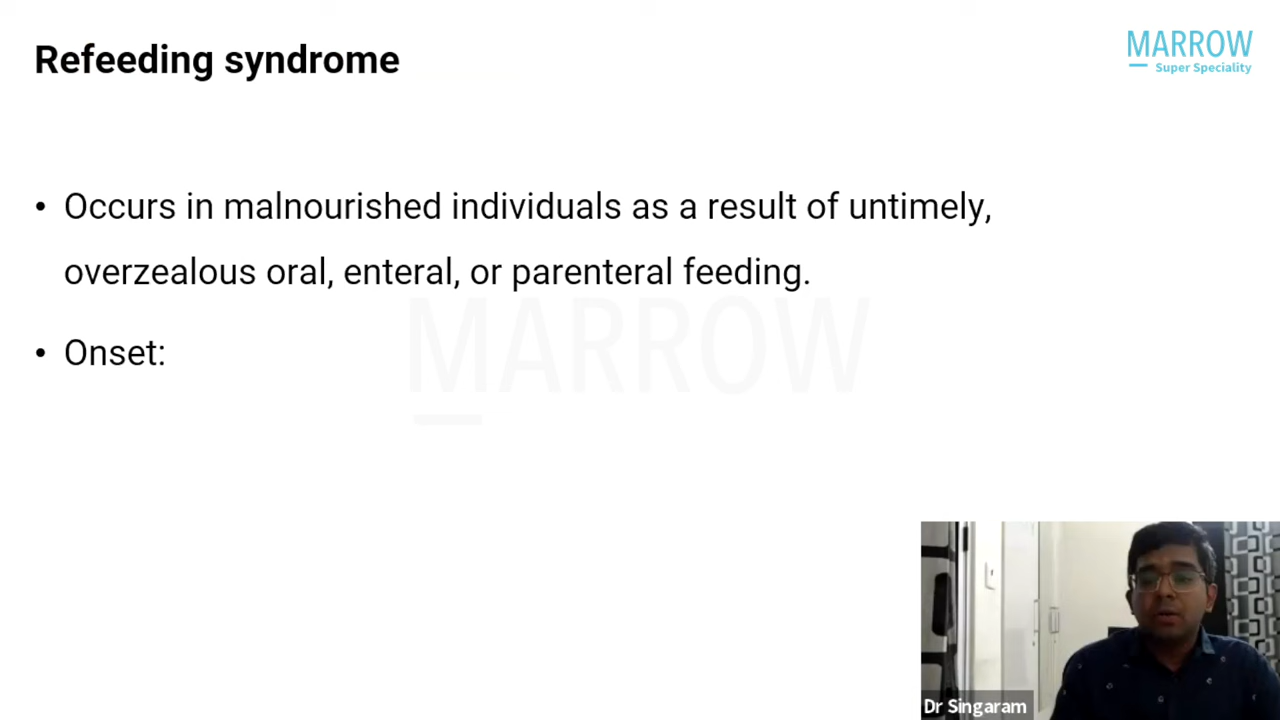 Refeeding syndrome
MARROW
Super Speciality
• Occurs in malnourished individuals as a result of untimely,
overzealous oral, enteral, or parenteral feeding.
MARROW
• Onset:
Dr Singaram